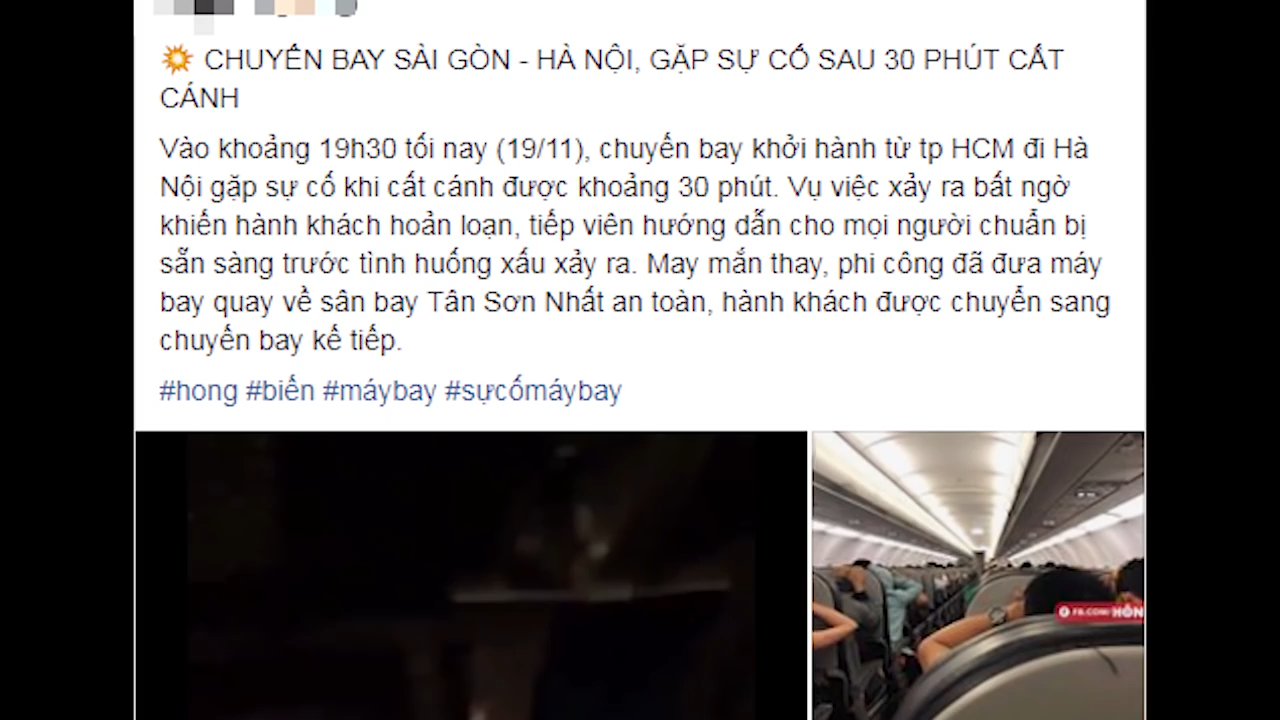 💥 CHUYẾN BAY SÀI GÒN - HÀ NỘI, GẶP SỰ CỐ SAU 30 PHÚT CẤT
CÁNH
Vào khoảng 19h30 tối nay (19/11), chuyến bay khởi hành từ tp HCM đi Hà
Nội gặp sự cố khi cất cánh được khoảng 30 phút. Vụ việc xảy ra bất ngờ
khiến hành khách hoản loạn, tiếp viên hướng dẫn cho mọi người chuẩn bị
sẵn sàng trước tình huống xấu xảy ra. May mắn thay, phi công đã đưa máy
bay quay về sân bay Tân Sơn Nhất an toàn, hành khách được chuyển sang
chuyến bay kế tiếp.
#hong #biến #máybay #sựcốmáybay
FB.COM/ HÓN